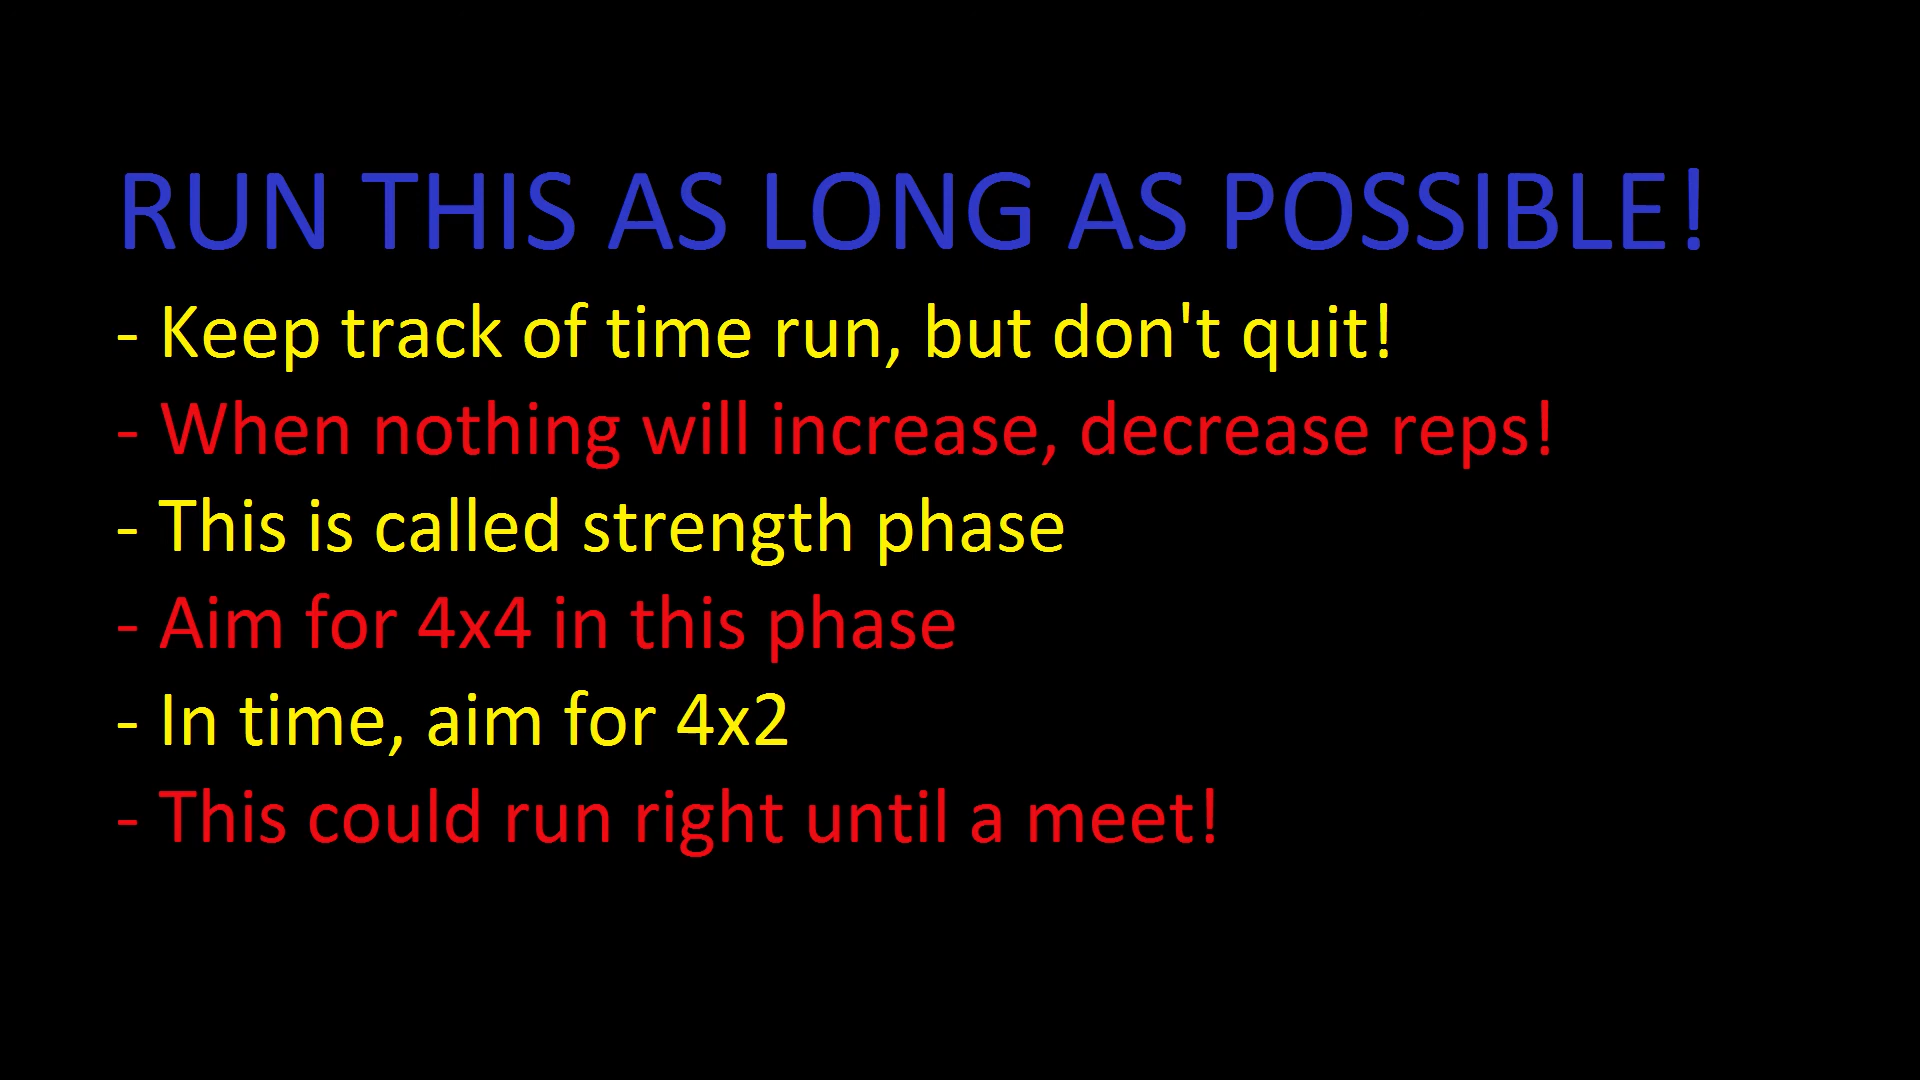 RUN THIS AS LONG AS POSSIBLE!
- Keep track of time run, but don't quit!
- When nothing will increase, decrease reps!
- This is called strength phase
- Aim for 4x4 in this phase
- In time, aim for 4x2
- This could run right until a meet!